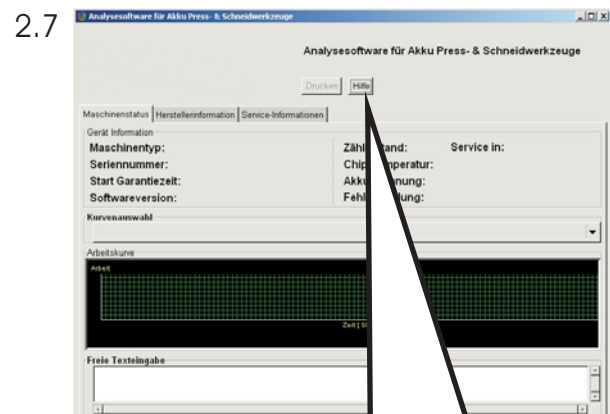 2.7
Analysesoftware für Akku Press- & Schneidwerkzeuge
Analysesoftware für Akku Press- & Schneidwerkzeuge
Drucken Hilfe
Maschinenstatus Herstellerinformation Service-Informationen
Gerät Information
Maschinentyp: Service in:
Seriennummer:
Start Garantiezeit:
Softwareversion:
Kurvenauswahl
Arbeitskurve
Arbeit
Zeit
Freie Texteingabe